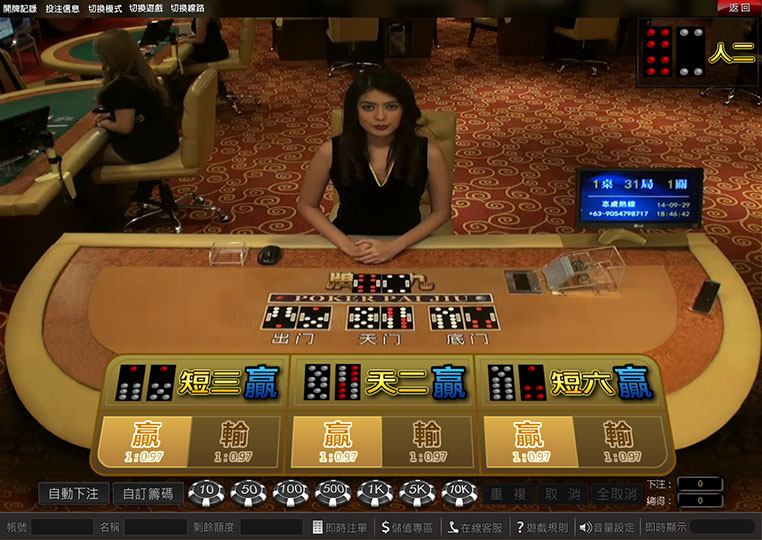 開牌記錄 投注信息 切換模式 切換遊戲 切換線路 返回
人二
1桌 31局 1關
14-09-29
+63-9054798717 18:46:42
牌九
POKER PAI JIU
出门 天门 底门
短三贏 天二贏 短六贏
贏 輸 贏 輸 贏 輸
1:0.97 1:0.97 1:0.97 1:0.97 1:0.97 1:0.97
自動下注 自訂籌碼 10 50 100 500 1K 5K 10K 重複 取消 全取消 下注: 0
總得: 0
帳號 名稱 剩餘額度 即時注單 $儲值專區 在線客服 ?遊戲規則 音量設定 即時顯示